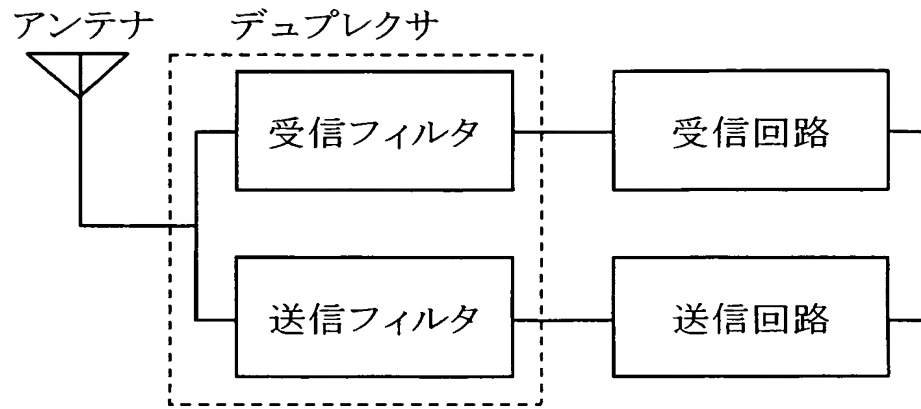 アンテナ
デュプレクサ
受信フィルタ
受信回路
送信フィルタ
送信回路